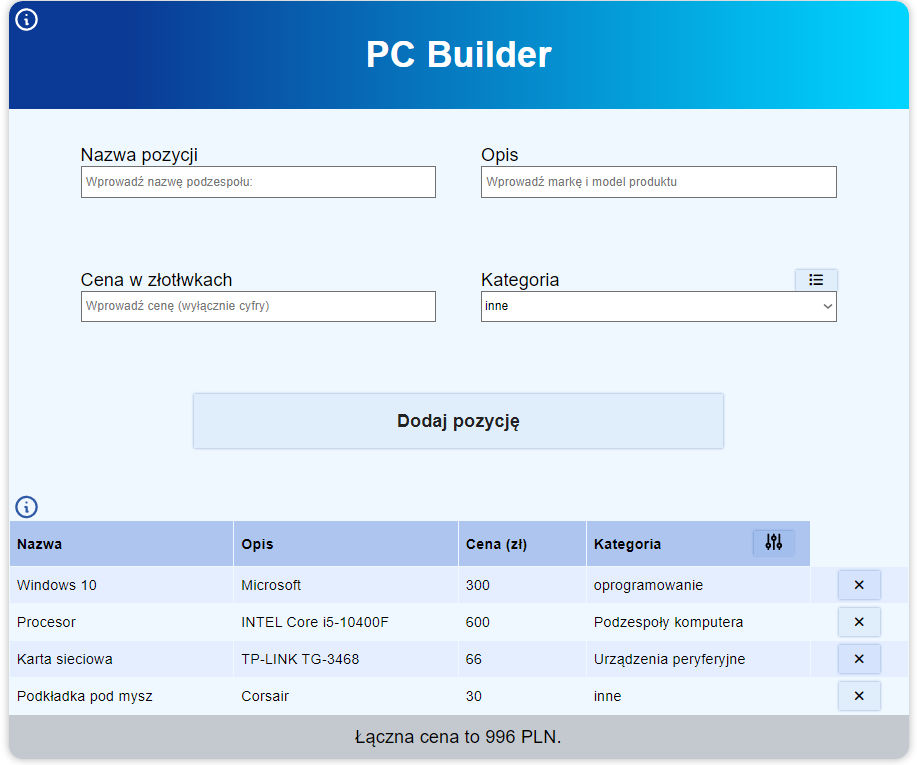 PC Builder
Nazwa pozycji
Opis
Wprowadź nazwę podzespołu:
Wprowadź markę i model produktu
Cena w złotłwkach
Kategoria
Wprowadź cenę (wyłącznie cyfry)
inne
Dodaj pozycję
Nazwa Opis Cena (zł) Kategoria
Windows 10 Microsoft 300 oprogramowanie
Procesor INTEL Core i5-10400F 600 Podzespoły komputera
Karta sieciowa TP-LINK TG-3468 66 Urządzenia peryferyjne
Podkładka pod mysz Corsair 30 inne
Łączna cena to 996 PLN.